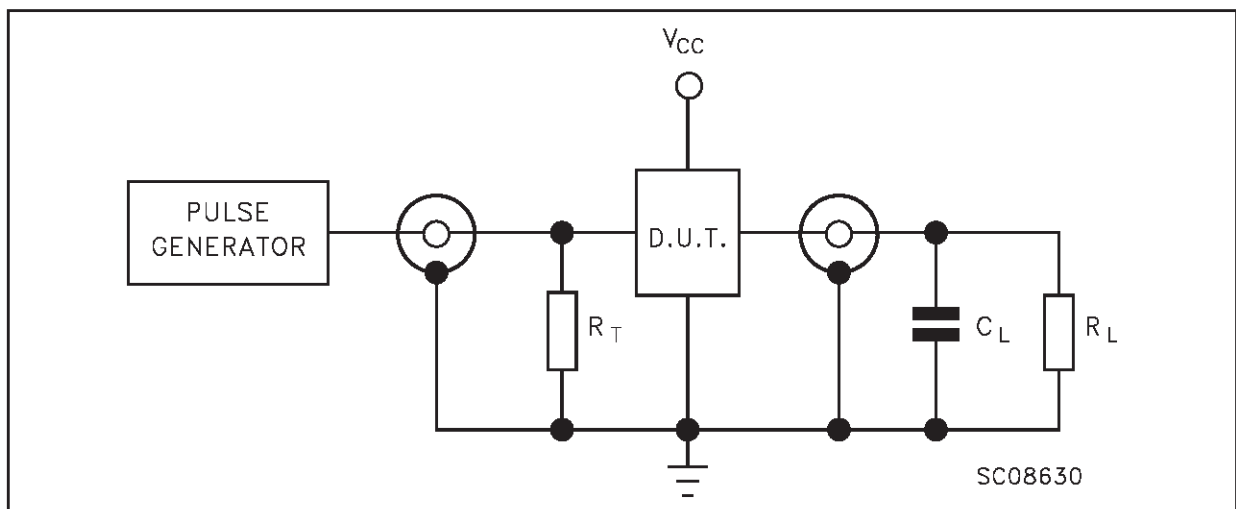 VCC
PULSE
GENERATOR
D.U.T.
RT
CL
RL
SC08630